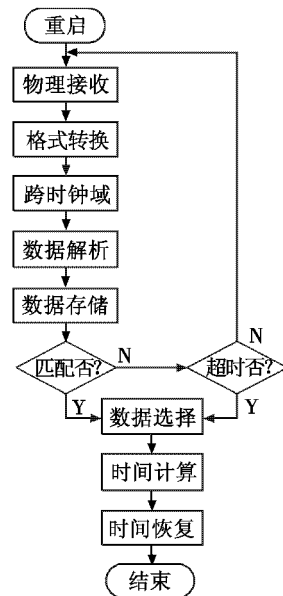 重启
物理接收
格式转换
跨时钟域
数据解析
数据存储
匹配否?
N
超时否?
N
Y
Y
数据选择
时间计算
时间恢复
结束